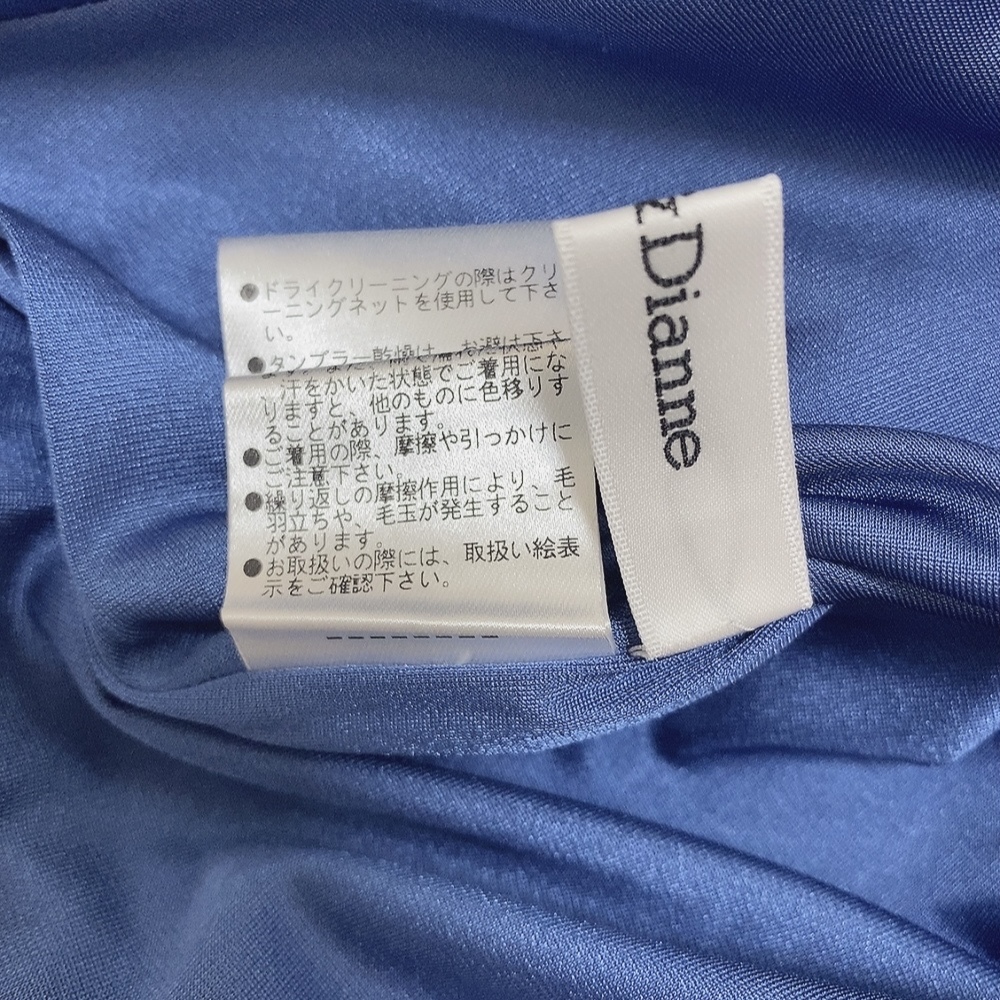 ●ドライクリーニングの際はクリ
ーニングネットを使用して下さ
い。
●タンブラー乾燥は、お避け下さ
汗をかいた状態でご着用にな
りますと、他のものに色移りす
ることがあります。
●ご着用の際、摩擦や引っかけに
ご注意下さい。
●繰り返しの摩擦作用により、毛
羽立ちや、毛玉が発生すること
があります。
●お取扱いの際には、取扱い絵表
示をご確認下さい。
--------
Dianne